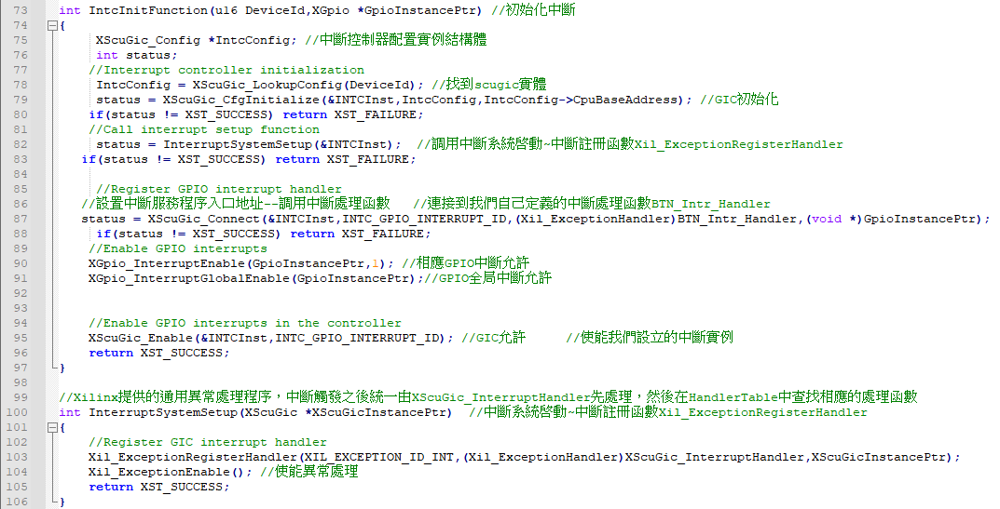 73 int IntcInitFunction(u16 DeviceId,XGpio *GpioInstancePtr) //初始化中斷
74 {
75 XScuGic_Config *IntcConfig; //中斷控制器配置實例結構體
76 int status;
77 //Interrupt controller initialization
78 IntcConfig = XScuGic_LookupConfig(DeviceId); //找到scugic實體
79 status = XScuGic_CfgInitialize(&INTCInst,IntcConfig,IntcConfig->CpuBaseAddress); //GIC初始化
80 if(status != XST_SUCCESS) return XST_FAILURE;
81 //Call interrupt setup function
82 status = InterruptSystemSetup(&INTCInst); //調用中斷系統啓動~中斷註冊函數Xil_ExceptionRegisterHandler
83 if(status != XST_SUCCESS) return XST_FAILURE;
84
85 //Register GPIO interrupt handler
86 //設置中斷服務程序入口地址--調用中斷處理函數 //連接到我們自己定義的中斷處理函數BTN_Intr_Handler
87 status = XScuGic_Connect(&INTCInst,INTC_GPIO_INTERRUPT_ID,(Xil_ExceptionHandler)BTN_Intr_Handler,(void *)GpioInstancePtr);
88 if(status != XST_SUCCESS) return XST_FAILURE;
89 //Enable GPIO interrupts
90 XGpio_InterruptEnable(GpioInstancePtr,1); //相應GPIO中斷允許
91 XGpio_InterruptGlobalEnable(GpioInstancePtr);//GPIO全局中斷允許
92
93
94 //Enable GPIO interrupts in the controller
95 XScuGic_Enable(&INTCInst,INTC_GPIO_INTERRUPT_ID); //GIC允許 //使能我們設立的中斷實例
96 return XST_SUCCESS;
97 }
98
99 //Xilinx提供的通用異常處理程序，中斷觸發之後統一由XScuGic_InterruptHandler先處理，然後在HandlerTable中查找相應的處理函數
100 int InterruptSystemSetup(XScuGic *XScuGicInstancePtr) //中斷系統啓動~中斷註冊函數Xil_ExceptionRegisterHandler
101 {
102 //Register GIC interrupt handler
103 Xil_ExceptionRegisterHandler(XIL_EXCEPTION_ID_INT,(Xil_ExceptionHandler)XScuGic_InterruptHandler,XScuGicInstancePtr);
104 Xil_ExceptionEnable(); //使能異常處理
105 return XST_SUCCESS;
106 }